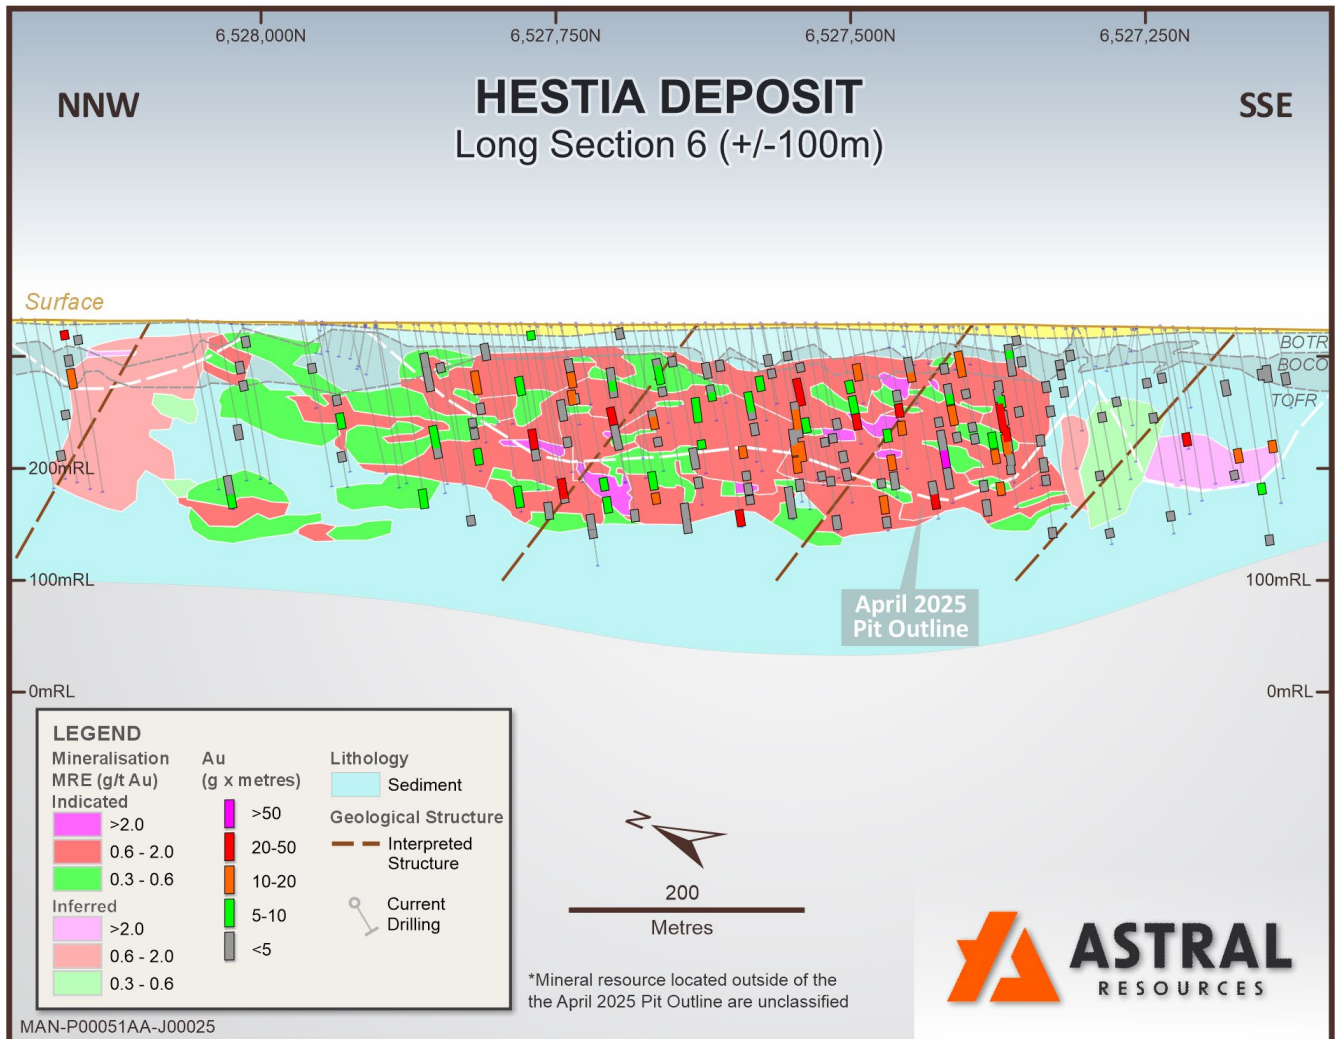 6,528,000N 6,527,750N 6,527,500N 6,527,250N
NNW
HESTIA DEPOSIT
SSE
Long Section 6 (+/-100m)
Surface
BOTR
BOCO
TOFR
200mRL
100mRL
100mRL
April 2025
Pit Outline
0mRL
0mRL
LEGEND
Mineralisation
MRE (g/t Au)
Indicated
>2.0
0.6 - 2.0
0.3 - 0.6
Inferred
>2.0
0.6 - 2.0
0.3 - 0.6
Au
(g x metres)
>50
20-50
10-20
5-10
<5
Lithology
Sediment
Geological Structure
Interpreted
Structure
Current
Drilling
N
200
Metres
*Mineral resource located outside of the
the April 2025 Pit Outline are unclassified
ASTRAL
RESOURCES
MAN-P00051AA-J00025